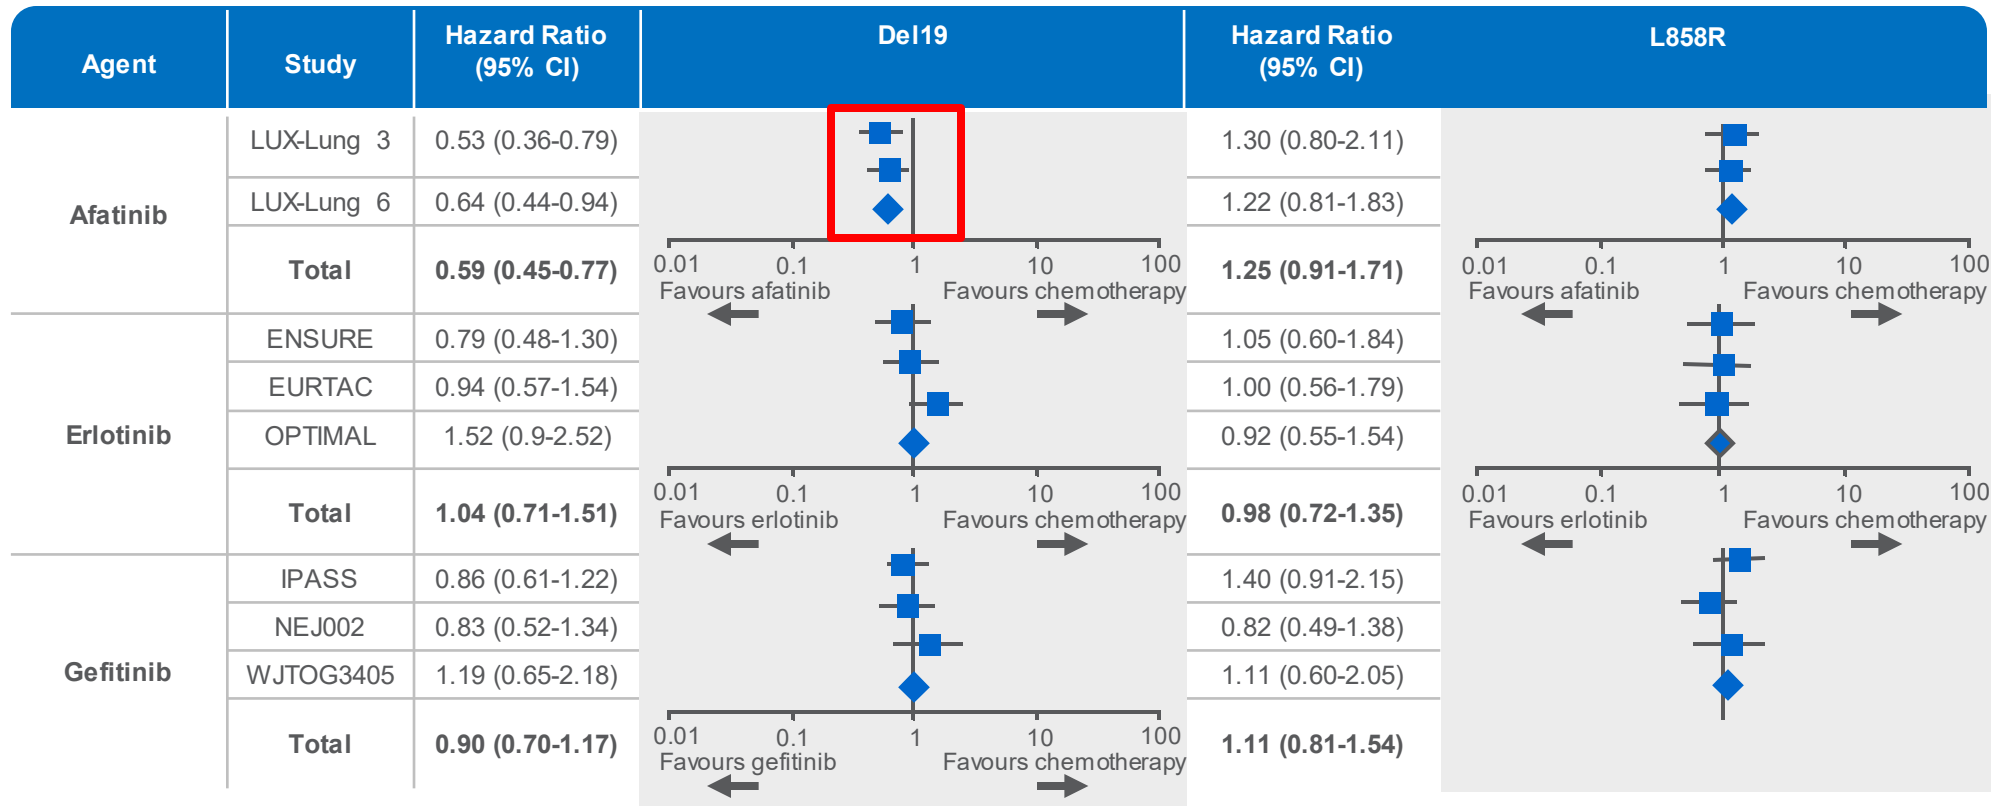 Agent
Study
Hazard Ratio
(95% CI)
Del19
Hazard Ratio
(95% CI)
L858R
Afatinib
LUX-Lung 3
0.53 (0.36-0.79)
1.30 (0.80-2.11)
LUX-Lung 6
0.64 (0.44-0.94)
1.22 (0.81-1.83)
Total
0.59 (0.45-0.77)
0.01 0.1 1 10 100
Favours afatinib Favours chemotherapy
1.25 (0.91-1.71)
0.01 0.1 1 10 100
Favours afatinib Favours chemotherapy
Erlotinib
ENSURE
0.79 (0.48-1.30)
1.05 (0.60-1.84)
EURTAC
0.94 (0.57-1.54)
1.00 (0.56-1.79)
OPTIMAL
1.52 (0.9-2.52)
0.92 (0.55-1.54)
Total
1.04 (0.71-1.51)
0.01 0.1 1 10 100
Favours erlotinib Favours chemotherapy
0.98 (0.72-1.35)
0.01 0.1 1 10 100
Favours erlotinib Favours chemotherapy
Gefitinib
IPASS
0.86 (0.61-1.22)
1.40 (0.91-2.15)
NEJ002
0.83 (0.52-1.34)
0.82 (0.49-1.38)
WJTOG3405
1.19 (0.65-2.18)
1.11 (0.60-2.05)
Total
0.90 (0.70-1.17)
0.01 0.1 1 10 100
Favours gefitinib Favours chemotherapy
1.11 (0.81-1.54)